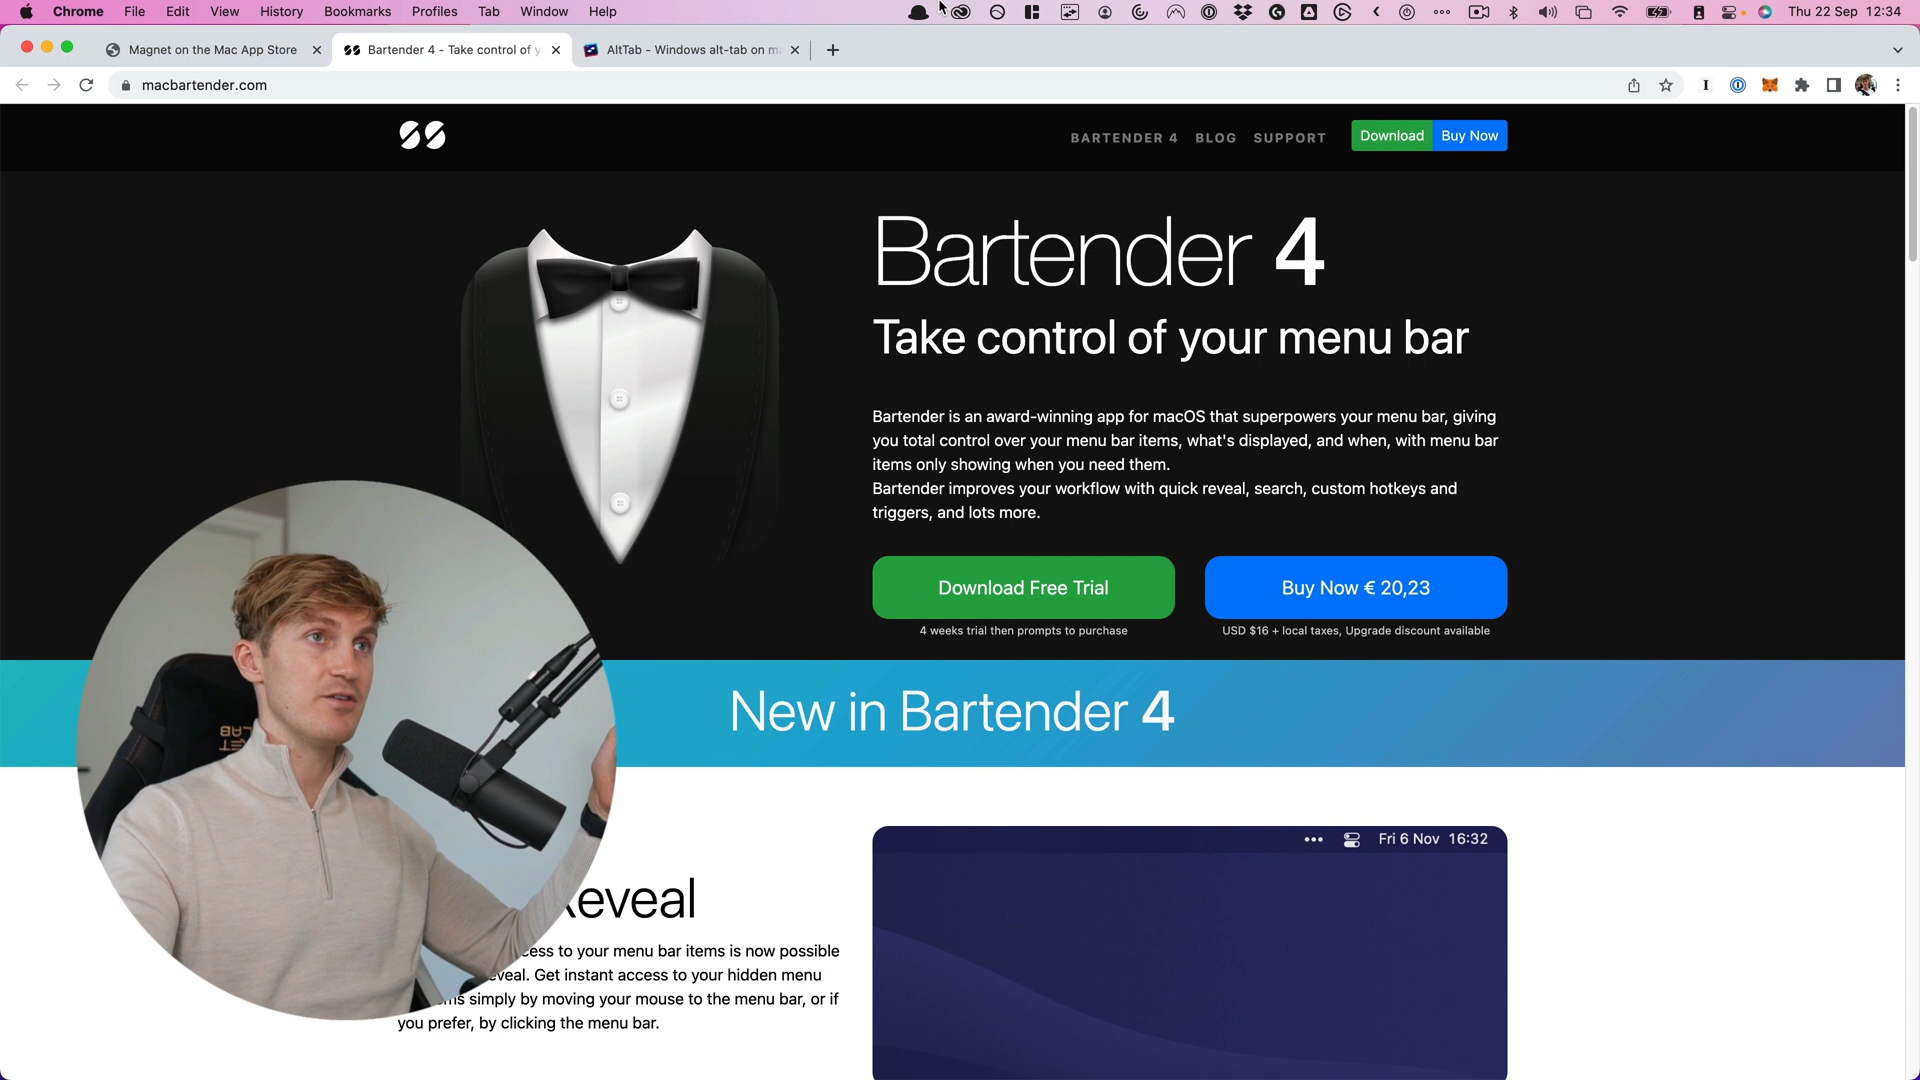 Chrome File Edit View History Bookmarks Profiles Tab Window Help Thu 22 Sep 12:34
Magnet on the Mac App Store
Bartender 4 - Take control of y
AltTab - Windows alt-tab on m
macbartender.com
BARTENDER 4 BLOG SUPPORT Download Buy Now
Bartender 4
Take control of your menu bar
Bartender is an award-winning app for macOS that superpowers your menu bar, giving
you total control over your menu bar items, what's displayed, and when, with menu bar
items only showing when you need them.
Bartender improves your workflow with quick reveal, search, custom hotkeys and
triggers, and lots more.
Download Free Trial
4 weeks trial then prompts to purchase
Buy Now € 20,23
USD $16 + local taxes, Upgrade discount available
New in Bartender 4
eveal
ess to your menu bar items is now possible
eveal. Get instant access to your hidden menu
ms simply by moving your mouse to the menu bar, or if
you prefer, by clicking the menu bar.
Fri 6 Nov 16:32